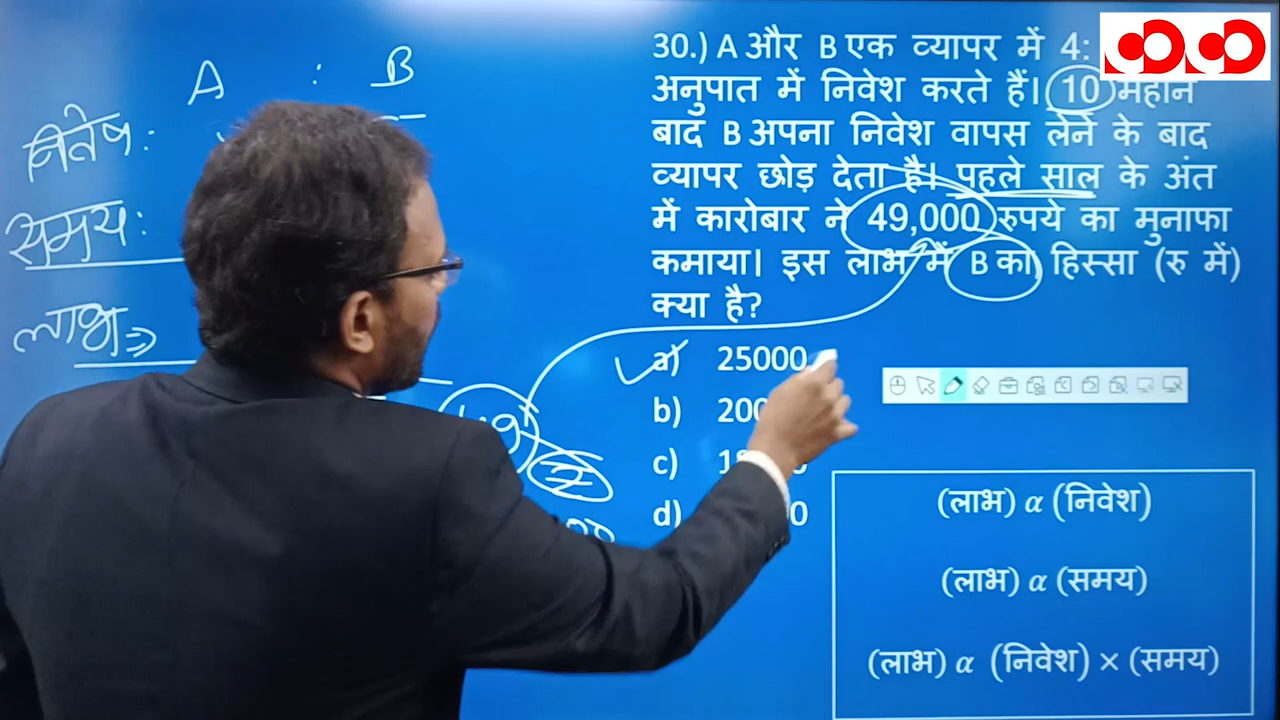 A : B
निवेष:
समय:
लाभ⇒
30.) A और B एक व्यापर में 4:
अनुपात में निवेश करते हैं। 10 महीने
बाद B अपना निवेश वापस लेने के बाद
व्यापर छोड़ देता है। पहले साल के अंत
में कारोबार ने 49,000 रुपये का मुनाफा
कमाया। इस लाभ में B का हिस्सा (रु में)
क्या है?
a) 25000
b)
c)
d)
(लाभ) α (निवेश)
(लाभ) α (समय)
(लाभ) α (निवेश) × (समय)